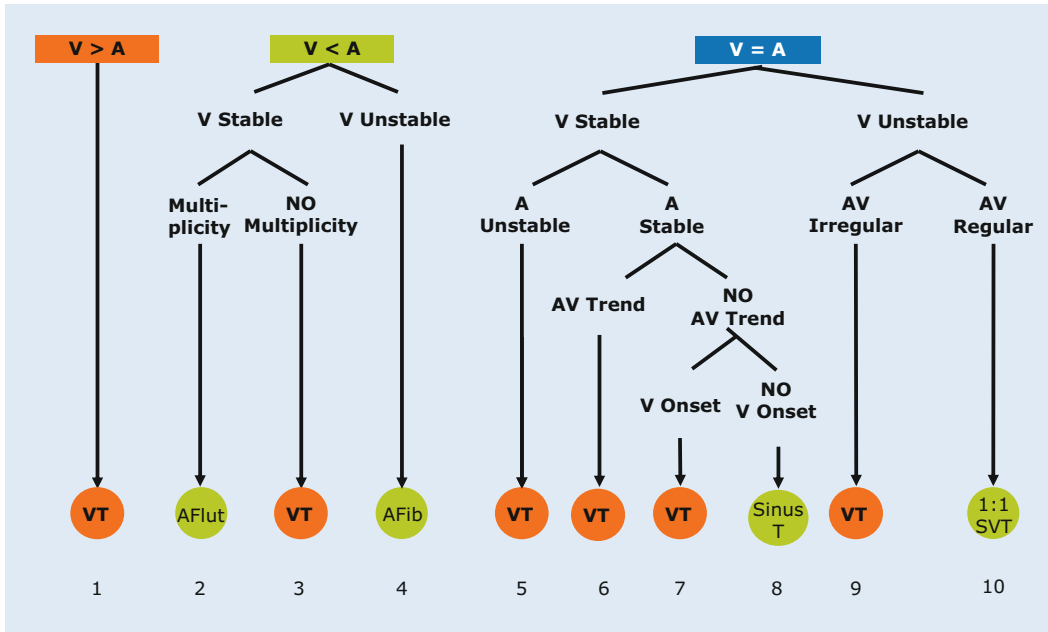 V > A
V < A
V = A
V Stable
V Unstable
V Stable
V Unstable
Multi-
plicity
NO
Multiplicity
A
Unstable
A
Stable
AV
Irregular
AV
Regular
AV Trend
NO
AV Trend
V Onset
NO
V Onset
VT
AFlut
VT
AFib
VT
VT
VT
Sinus
T
VT
1:1
SVT
1
2
3
4
5
6
7
8
9
10